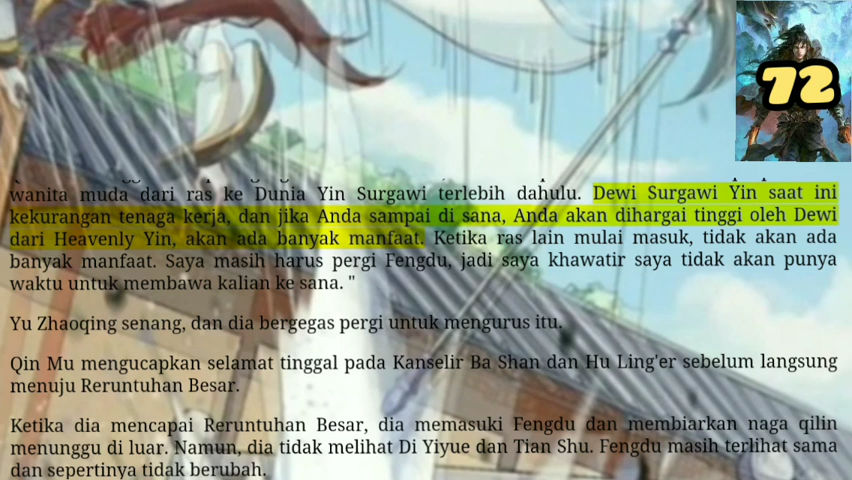 72
wanita muda dari ras ke Dunia Yin Surgawi terlebih dahulu. Dewi Surgawi Yin saat ini
kekurangan tenaga kerja, dan jika Anda sampai di sana, Anda akan dihargai tinggi oleh Dewi
dari Heavenly Yin, akan ada banyak manfaat. Ketika ras lain mulai masuk, tidak akan ada
banyak manfaat. Saya masih harus pergi Fengdu, jadi saya khawatir saya tidak akan punya
waktu untuk membawa kalian ke sana. "
Yu Zhaoqing senang, dan dia bergegas pergi untuk mengurus itu.
Qin Mu mengucapkan selamat tinggal pada Kanselir Ba Shan dan Hu Ling'er sebelum langsung
menuju Reruntuhan Besar.
Ketika dia mencapai Reruntuhan Besar, dia memasuki Fengdu dan membiarkan naga qilin
menunggu di luar. Namun, dia tidak melihat Di Yiyue dan Tian Shu. Fengdu masih terlihat sama
dan sepertinya tidak berubah.